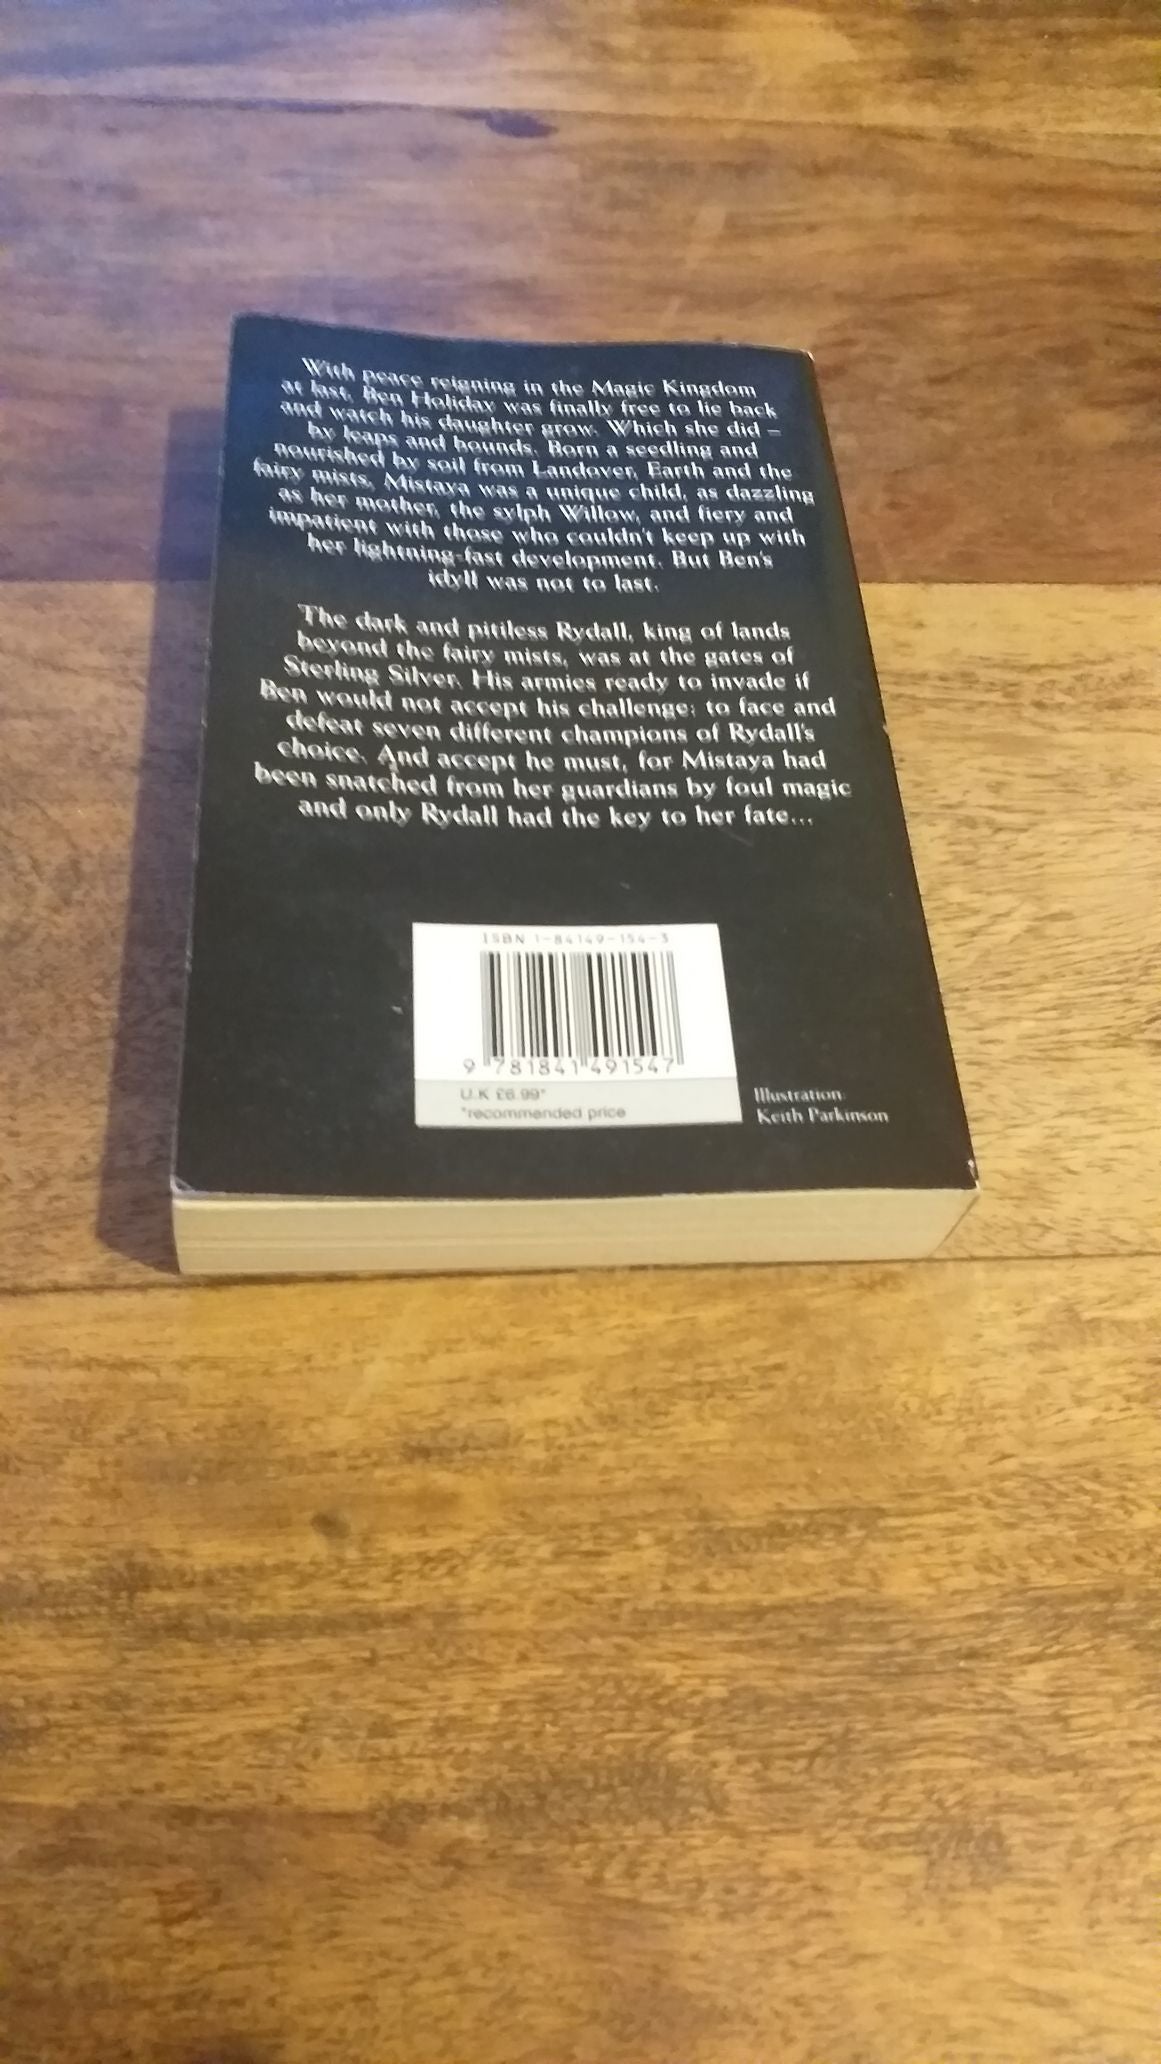 With peace reigning in the Magic Kingdom
at last, Ben Holiday was finally free to lie back
and watch his daughter grow. Which she did –
by leaps and bounds. Born a seedling and
nourished by soil from Landover, Earth and the
fairy mists, Mistaya was a unique child, as dazzling
as her mother, the sylph Willow, and fiery and
impatient with those who couldn't keep up with
her lightning-fast development. But Ben's
idyll was not to last.
The dark and pitiless Rydall, king of lands
beyond the fairy mists, was at the gates of
Sterling Silver. His armies ready to invade if
Ben would not accept his challenge: to face and
defeat seven different champions of Rydall's
choice. And accept he must, for Mistaya had
been snatched from her guardians by foul magic
and only Rydall had the key to her fate...
ISBN 1-84149-154-3
9 781841 491547
U.K £6.99*
*recommended price
Illustration:
Keith Parkinson